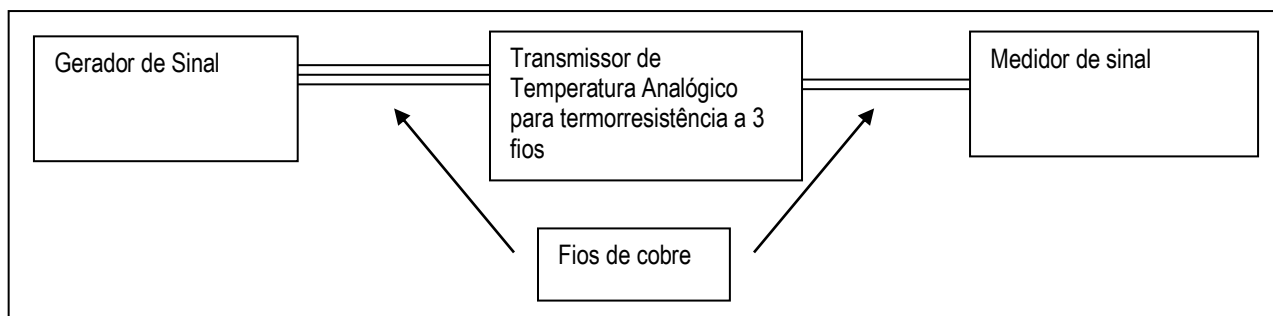 Gerador de Sinal
Transmissor de
Temperatura Analógico
para termorresistência a 3
fios
Medidor de sinal
Fios de cobre